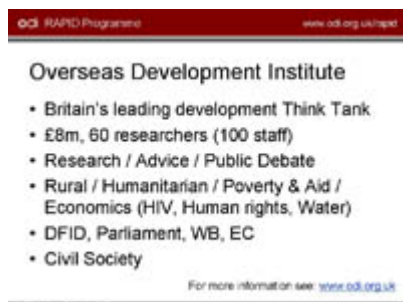 odi RAPID Programme
www.odi.org.uk/rapid
Overseas Development Institute
• Britain's leading development Think Tank
• £8m, 60 researchers (100 staff)
• Research / Advice / Public Debate
• Rural / Humanitarian / Poverty & Aid /
Economics (HIV, Human rights, Water)
• DFID, Parliament, WB, EC
• Civil Society
For more information see: www.odi.org.uk